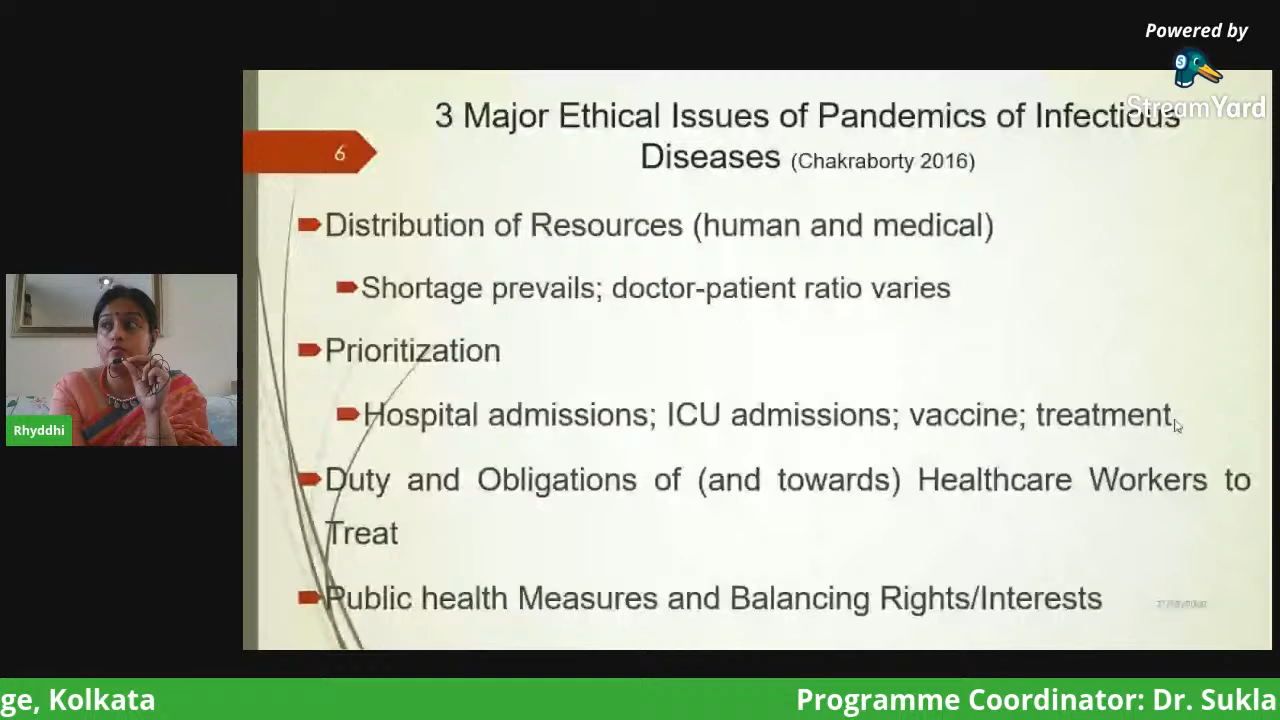 Powered by
StreamYard
3 Major Ethical Issues of Pandemics of Infectious
Diseases (Chakraborty 2016)
6
Distribution of Resources (human and medical)
Shortage prevails; doctor-patient ratio varies
Prioritization
Hospital admissions; ICU admissions; vaccine; treatment
Duty and Obligations of (and towards) Healthcare Workers to
Treat
Public health Measures and Balancing Rights/Interests
Rhyddhi
ge, Kolkata
Programme Coordinator: Dr. Sukla